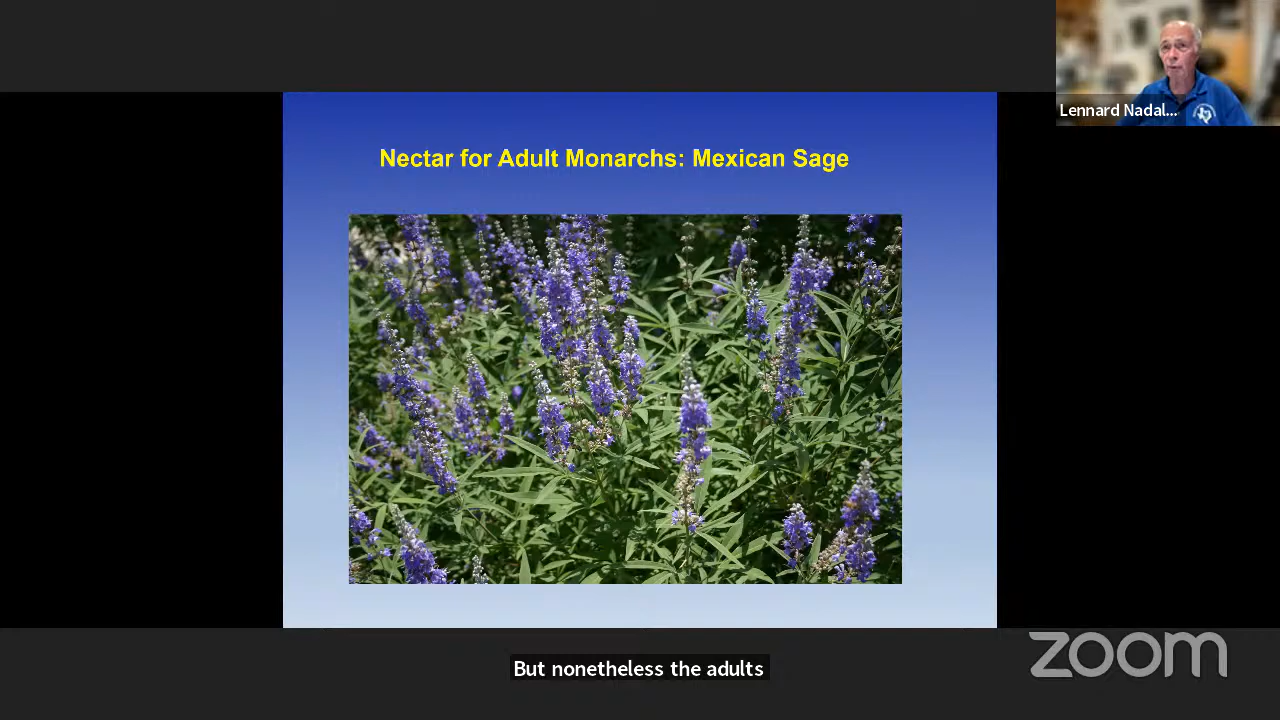 Lennard Nadal...
Nectar for Adult Monarchs: Mexican Sage
But nonetheless the adults
zoom